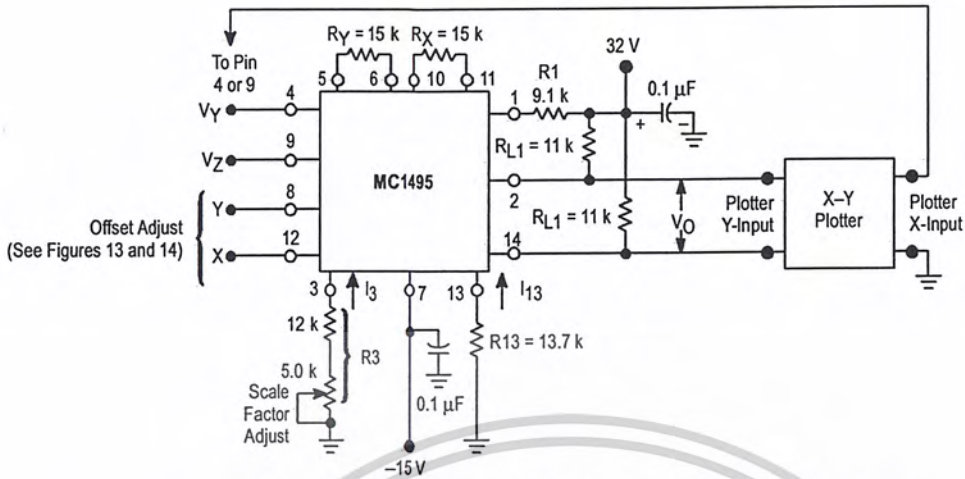 RY = 15 k
RX = 15 k
To Pin
4 or 9
5
6
10
11
32 V
R1
9.1 k
0.1 µF
+
–
4
VY
1
9
VZ
RL1 = 11 k
MC1495
8
Y
2
Offset Adjust
(See Figures 13 and 14)
12
X
RL1 = 11 k
14
VO
Plotter
Y-Input
X–Y
Plotter
Plotter
X-Input
3
I3
7
13
I13
12 k
R3
R13 = 13.7 k
5.0 k
Scale
Factor
Adjust
0.1 µF
–15 V